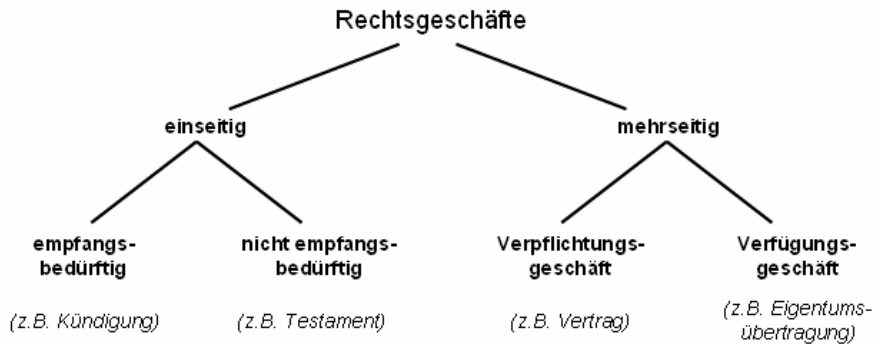 Rechtsgeschäfte
einseitig
mehrseitig
empfangs-
bedürftig
nicht empfangs-
bedürftig
Verpflichtungs-
geschäft
Verfügungs-
geschäft
(z.B. Kündigung)
(z.B. Testament)
(z.B. Vertrag)
(z.B. Eigentums-
übertragung)